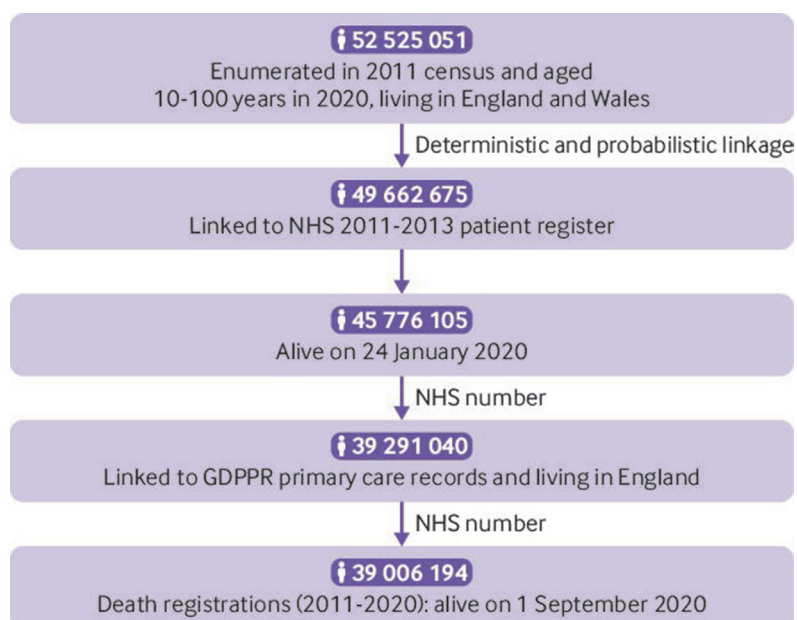 52 525 051
Enumerated in 2011 census and aged
10-100 years in 2020, living in England and Wales
Deterministic and probabilistic linkage
49 662 675
Linked to NHS 2011-2013 patient register
45 776 105
Alive on 24 January 2020
NHS number
39 291 040
Linked to GDPPR primary care records and living in England
NHS number
39 006 194
Death registrations (2011-2020): alive on 1 September 2020